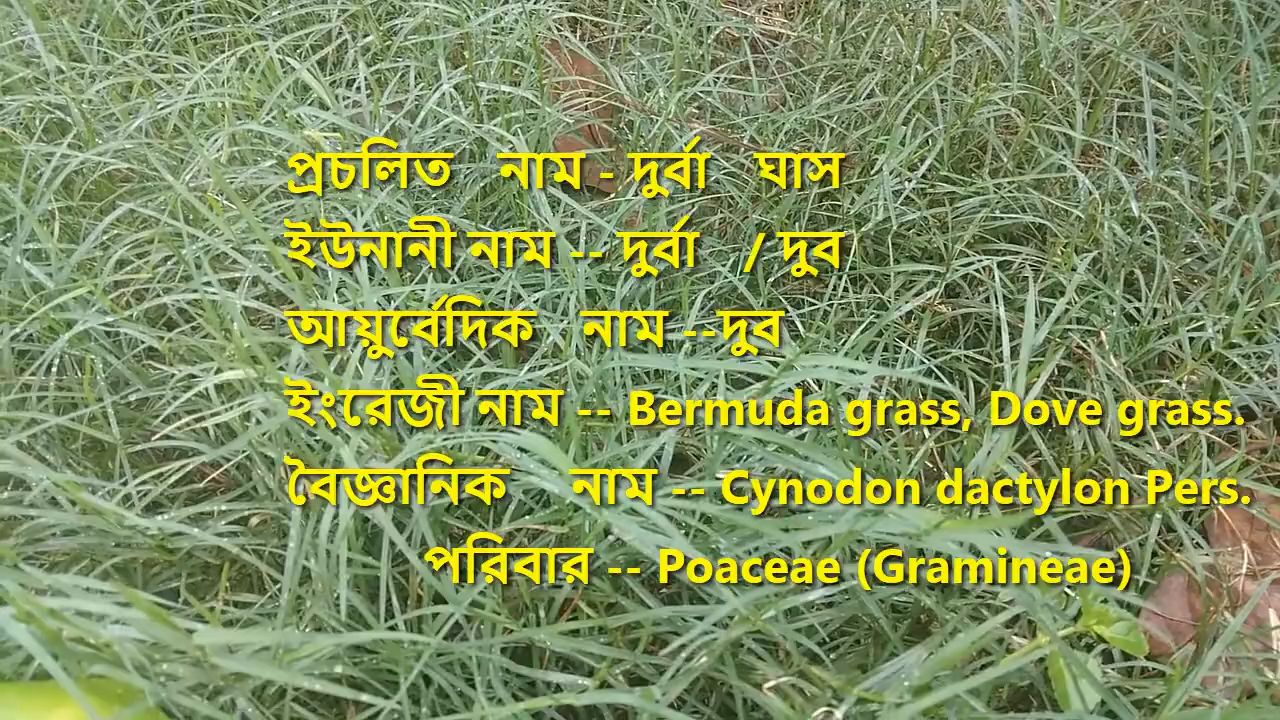 প্রচলিত নাম - দুর্বা ঘাস
ইউনানী নাম -- দুর্বা / দুব
আয়ুর্বেদিক নাম --দুব
ইংরেজী নাম -- Bermuda grass, Dove grass.
বৈজ্ঞানিক নাম -- Cynodon dactylon Pers.
পরিবার -- Poaceae (Gramineae)